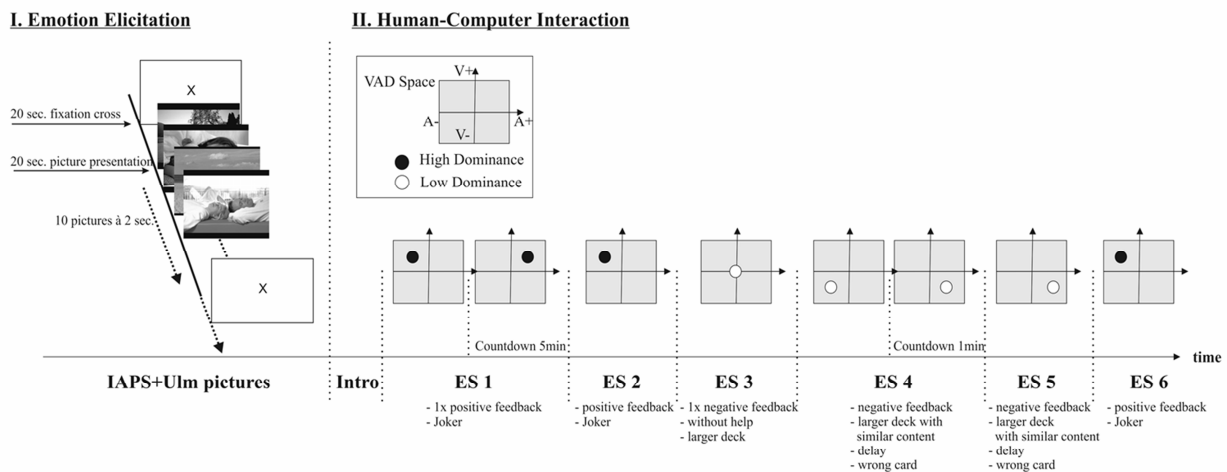 I. Emotion Elicitation
II. Human-Computer Interaction
X
20 sec. fixation cross
20 sec. picture presentation
10 pictures à 2 sec.
X
VAD Space
V+
A-
A+
V-
High Dominance
Low Dominance
Countdown 5min
Countdown 1min
time
IAPS+Ulm pictures
Intro
ES 1
- 1x positive feedback
- Joker
ES 2
- positive feedback
- Joker
ES 3
- 1x negative feedback
- without help
- larger deck
ES 4
- negative feedback
- larger deck with
similar content
- delay
- wrong card
ES 5
- negative feedback
- larger deck
with similar content
- delay
- wrong card
ES 6
- positive feedback
- Joker